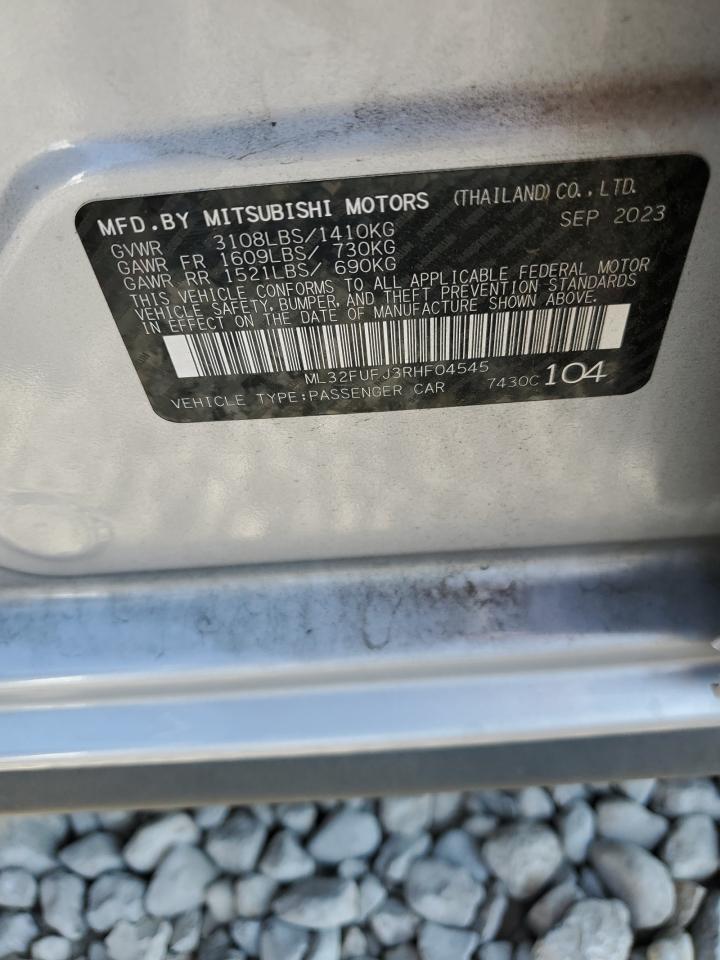 MFD.BY MITSUBISHI MOTORS (THAILAND) CO., LTD.
SEP 2023
GVWR 3108LBS/1410KG
GAWR FR 1609LBS/ 730KG
GAWR RR 1521LBS/ 690KG
THIS VEHICLE CONFORMS TO ALL APPLICABLE FEDERAL MOTOR
VEHICLE SAFETY, BUMPER, AND THEFT PREVENTION STANDARDS
IN EFFECT ON THE DATE OF MANUFACTURE SHOWN ABOVE.
ML32FUFJ3RHF04545
VEHICLE TYPE:PASSENGER CAR 7430C 104